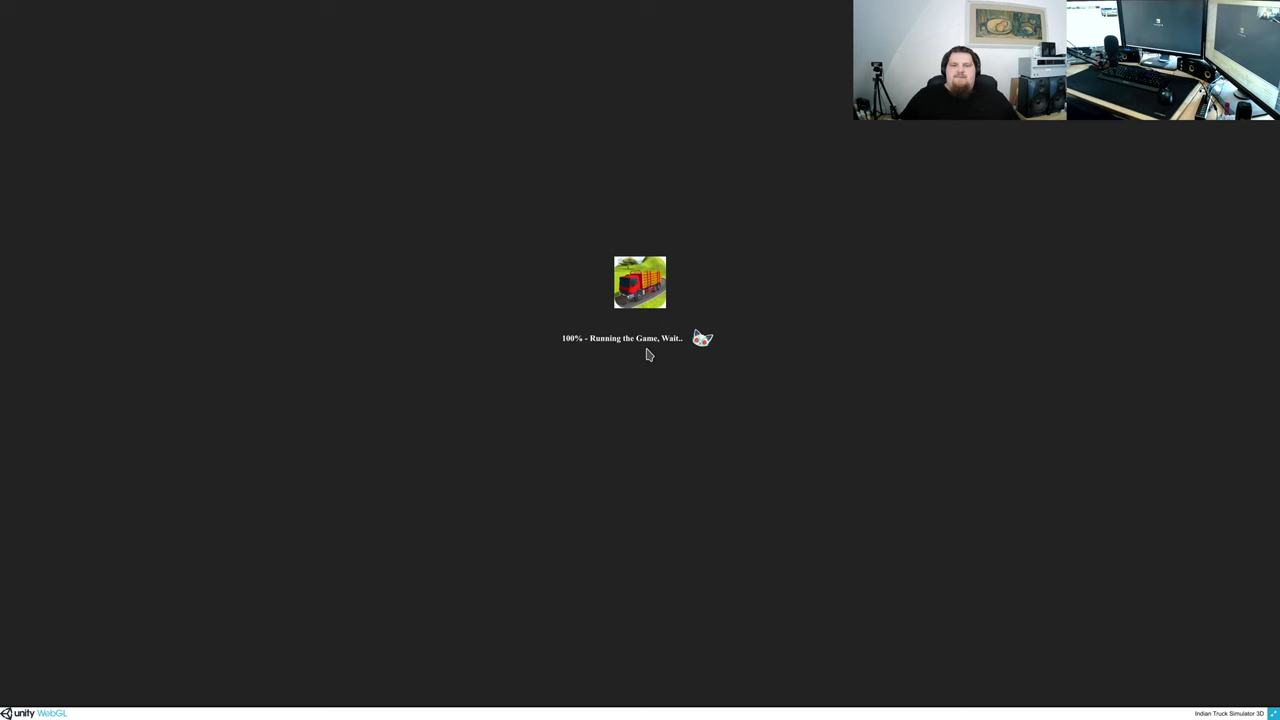 100% - Running the Game, Wait..
unity WebGL
Indian Truck Simulator 3D